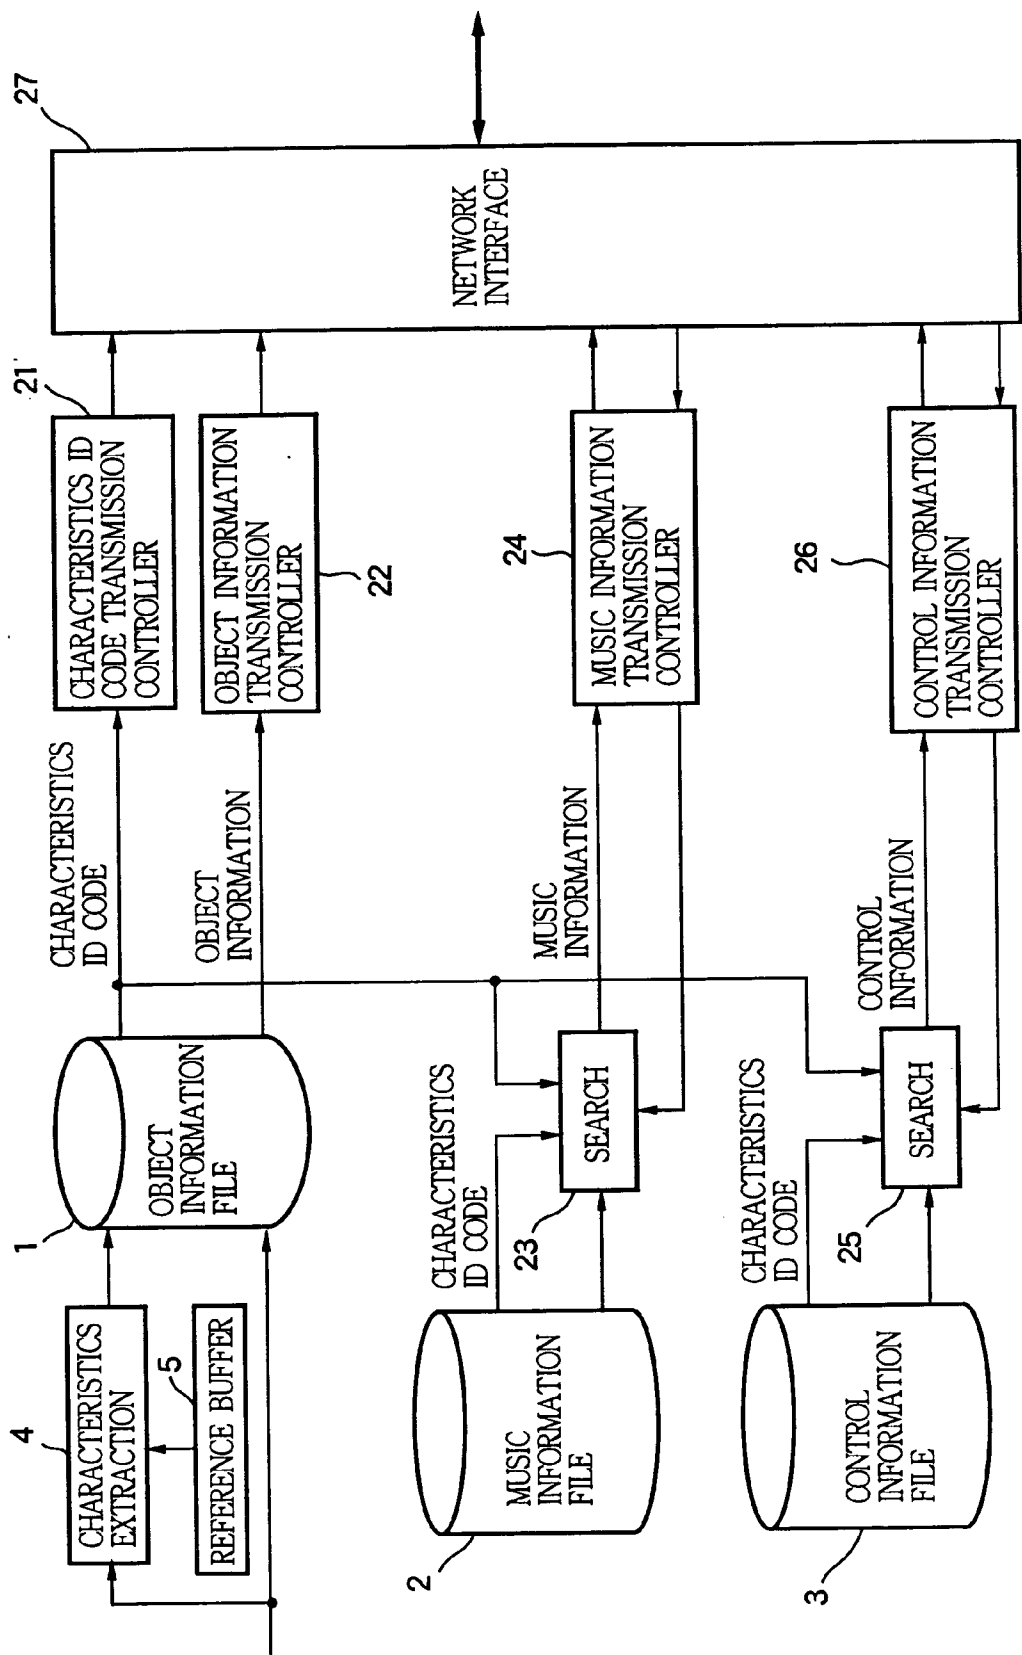 4
CHARACTERISTICS
EXTRACTION
5
REFERENCE BUFFER
1
OBJECT
INFORMATION
FILE
CHARACTERISTICS
ID CODE
OBJECT
INFORMATION
21'
CHARACTERISTICS ID
CODE TRANSMISSION
CONTROLLER
OBJECT INFORMATION
TRANSMISSION
CONTROLLER
22
27
NETWORK
INTERFACE
2
MUSIC
INFORMATION
FILE
CHARACTERISTICS
ID CODE
23
SEARCH
MUSIC
INFORMATION
24
MUSIC INFORMATION
TRANSMISSION
CONTROLLER
3
CONTROL
INFORMATION
FILE
CHARACTERISTICS
ID CODE
25
SEARCH
CONTROL
INFORMATION
26
CONTROL INFORMATION
TRANSMISSION
CONTROLLER